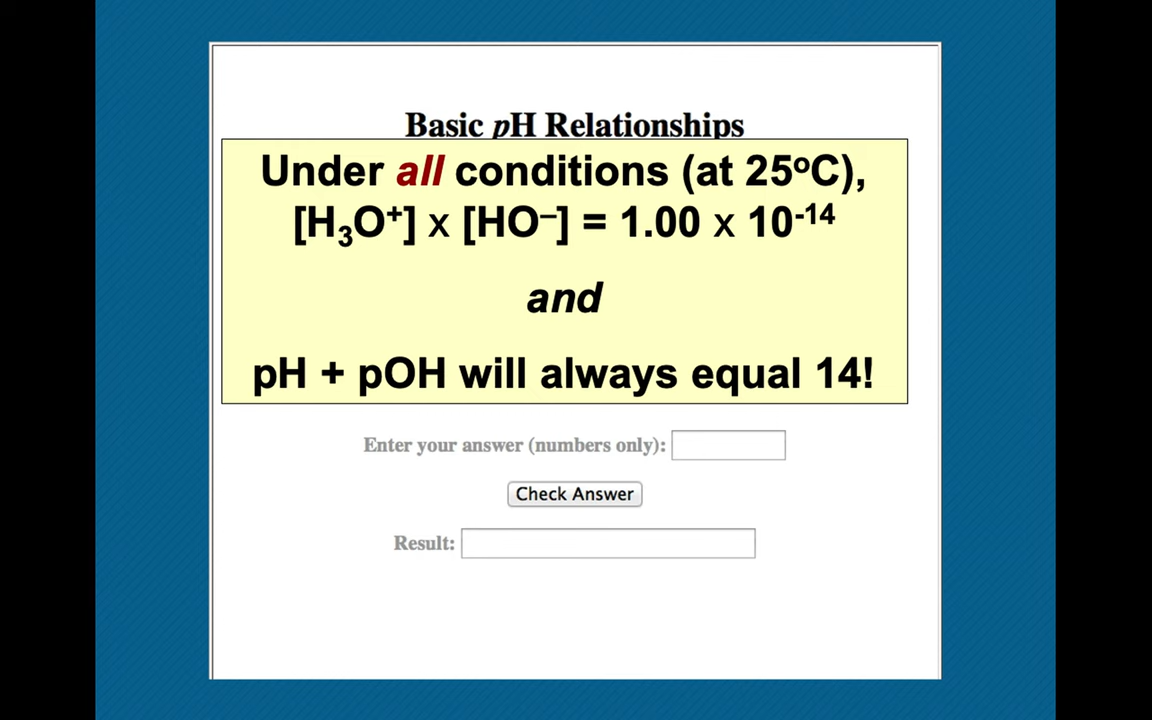 Basic pH Relationships
Under all conditions (at 25ºC),
[H₃O⁺] x [HO⁻] = 1.00 x 10⁻¹⁴
and
pH + pOH will always equal 14!
Enter your answer (numbers only):
Check Answer
Result: